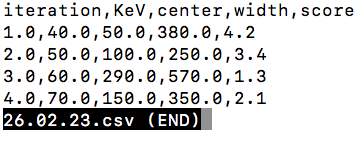 iteration,KeV,center,width,score
1.0,40.0,50.0,380.0,4.2
2.0,50.0,100.0,250.0,3.4
3.0,60.0,290.0,570.0,1.3
4.0,70.0,150.0,350.0,2.1
26.02.23.csv (END)